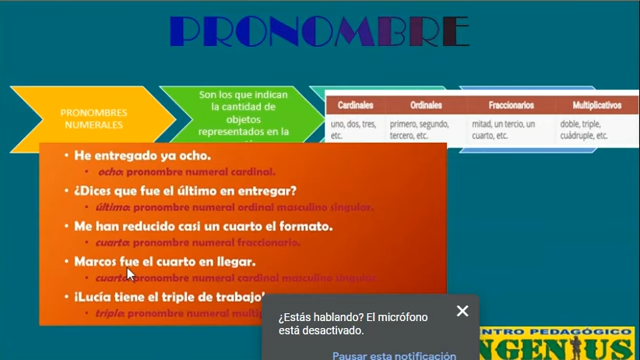 PRONOMBRE
PRONOMBRES
NUMERALES
Son los que indican
la cantidad de
objetos
representados en la
Cardinales Ordinales Fraccionarios Multiplicativos
uno, dos, tres, primero, segundo, mitad, un tercio, un doble, triple,
etc. tercero, etc. cuarto, etc. cuádruple, etc.
• He entregado ya ocho.
ocho: pronombre numeral cardinal.
• ¿Dices que fue el último en entregar?
último: pronombre numeral ordinal masculino singular.
• Me han reducido casi un cuarto el formato.
cuarto: pronombre numeral fraccionario.
• Marcos fue el cuarto en llegar.
cuarto: pronombre numeral cardinal masculino singular
• ¡Lucía tiene el triple de trabajo!
triple: pronombre numeral multip
¿Estás hablando? El micrófono
está desactivado.
Pausar esta notificación
NTRO PEDAGÓGICO
NGENIUS